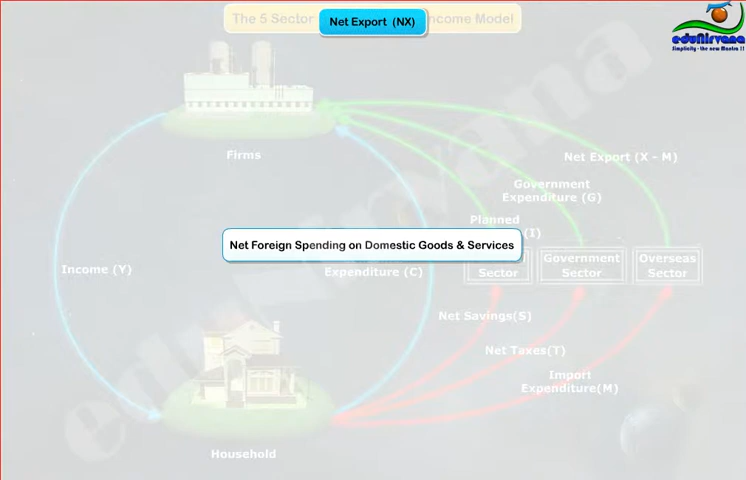 The 5 Sector
Net Export (NX)
ncome Model
eduNirvana
Simplicity - the new Mantra !!
Firms
Net Export (X - M)
Government
Expenditure (G)
Planned
(I)
Net Foreign Spending on Domestic Goods & Services
Income (Y)
Expenditure (C)
Sector
Government
Sector
Overseas
Sector
Net Savings(S)
Net Taxes(T)
Import
Expenditure(M)
Household
eduNirvana